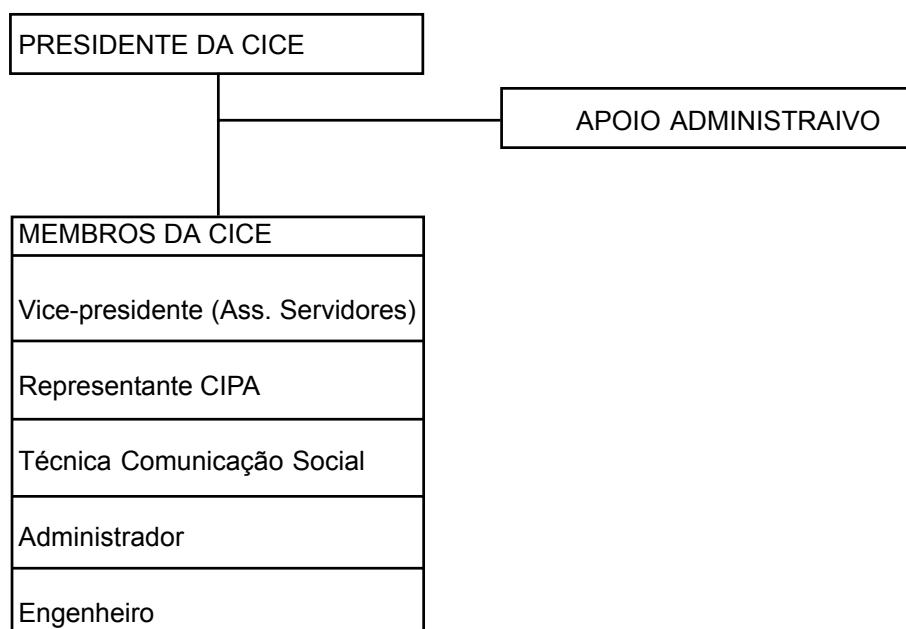 PRESIDENTE DA CICE
APOIO ADMINISTRAIVO
MEMBROS DA CICE
Vice-presidente (Ass. Servidores)
Representante CIPA
Técnica Comunicação Social
Administrador
Engenheiro